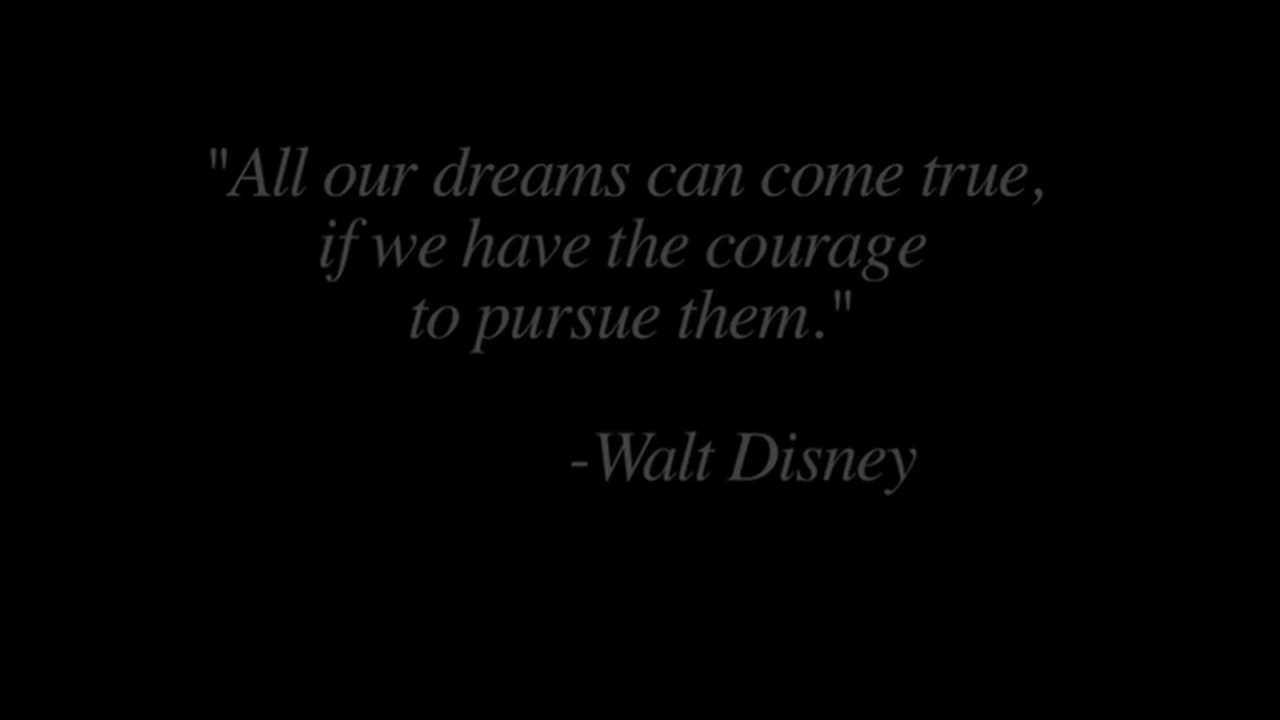 "All our dreams can come true,
if we have the courage
to pursue them."
-Walt Disney